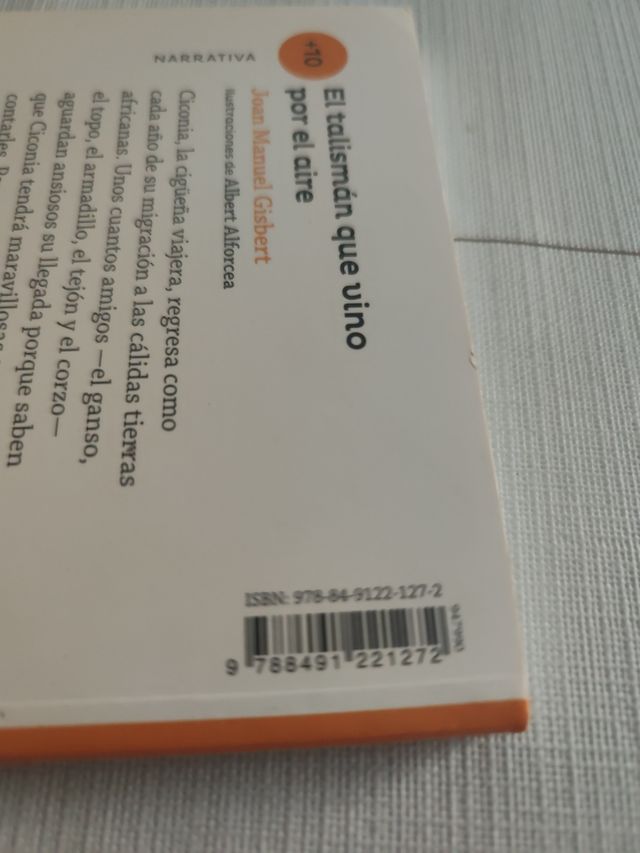 +10
El talismán que vino
por el aire
Joan Manuel Gisbert
Ilustraciones de Albert Alforcea
NARRATIVA
Ciconia, la cigüeña viajera, regresa como
cada año de su migración a las cálidas tierras
africanas. Unos cuantos amigos —el ganso,
el topo, el armadillo, el tejón y el corzo—
aguardan ansiosos su llegada porque saben
que Ciconia tendrá maravillosas
contarles.
ISBN: 978-84-9122-127-2
9 788491 221272